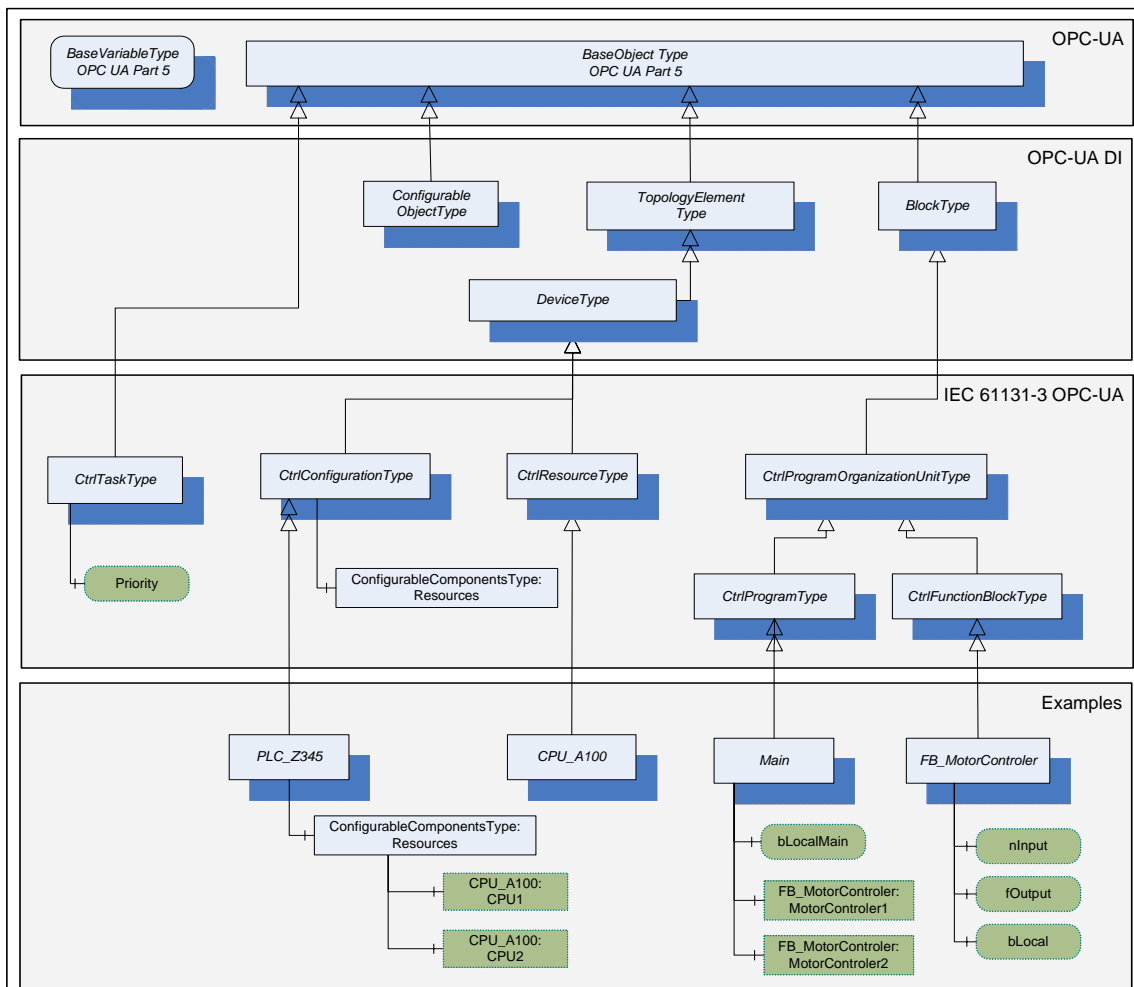 OPC-UA
BaseVariableType
OPC UA Part 5
BaseObject Type
OPC UA Part 5
OPC-UA DI
Configurable
ObjectType
TopologyElement
Type
BlockType
DeviceType
IEC 61131-3 OPC-UA
CtrlTaskType
CtrlConfigurationType
CtrlResourceType
CtrlProgramOrganizationUnitType
Priority
ConfigurableComponentsType:
Resources
CtrlProgramType
CtrlFunctionBlockType
Examples
PLC_Z345
CPU_A100
Main
FB_MotorControler
ConfigurableComponentsType:
Resources
bLocalMain
nInput
CPU_A100:
CPU1
FB_MotorControler:
MotorControler1
fOutput
CPU_A100:
CPU2
FB_MotorControler:
MotorControler2
bLocal